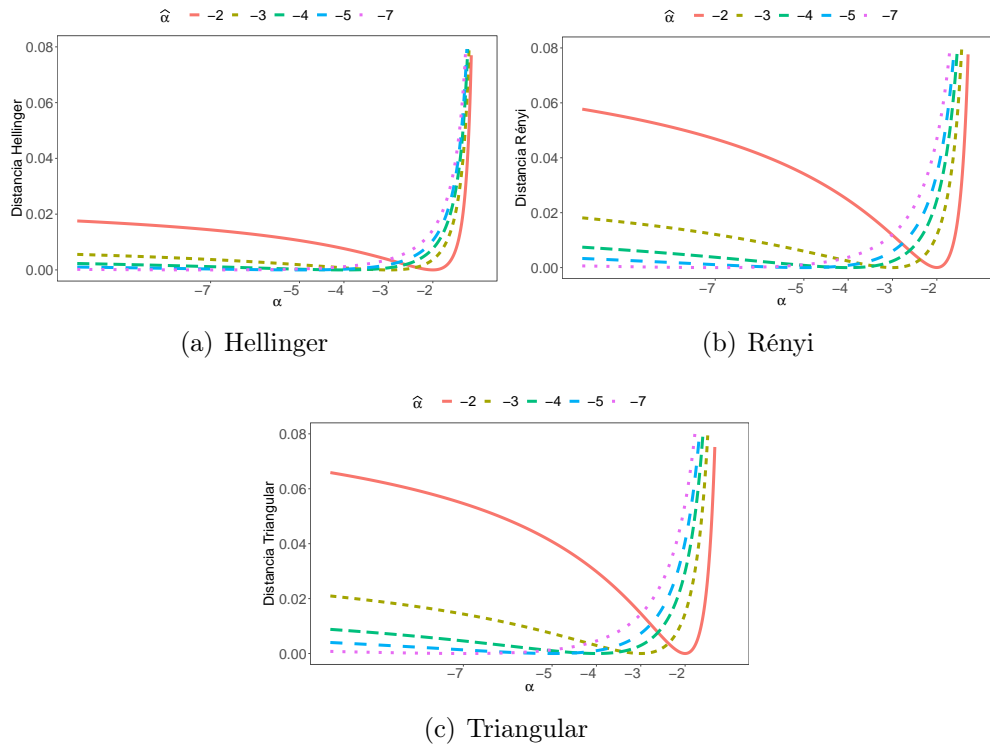 α̂ −2 −3 −4 −5 −7
α̂ −2 −3 −4 −5 −7
0.08
0.06
0.04
0.02
0.00
Distancia Hellinger
−7 −5 −4 −3 −2
α
(a) Hellinger
0.08
0.06
0.04
0.02
0.00
Distancia Rényi
−7 −5 −4 −3 −2
α
(b) Rényi
α̂ −2 −3 −4 −5 −7
0.08
0.06
0.04
0.02
0.00
Distancia Triangular
−7 −5 −4 −3 −2
α
(c) Triangular